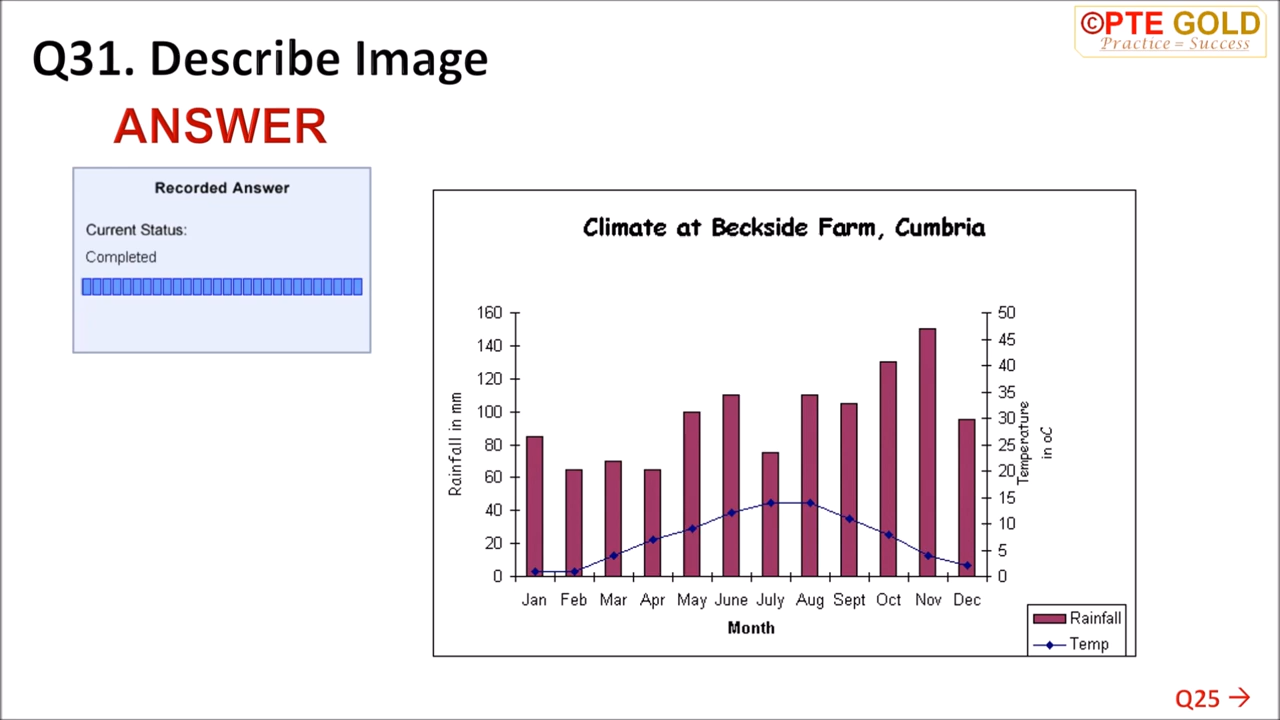 ©PTE GOLD
Practice = Success
Q31. Describe Image
ANSWER
Recorded Answer
Current Status:
Completed
Climate at Beckside Farm, Cumbria
160
140
120
100
80
60
40
20
0
Rainfall in mm
50
45
40
35
30
25
20
15
10
5
0
Temperature
in oC
Jan Feb Mar Apr May June July Aug Sept Oct Nov Dec
Month
Rainfall
Temp
Q25 →